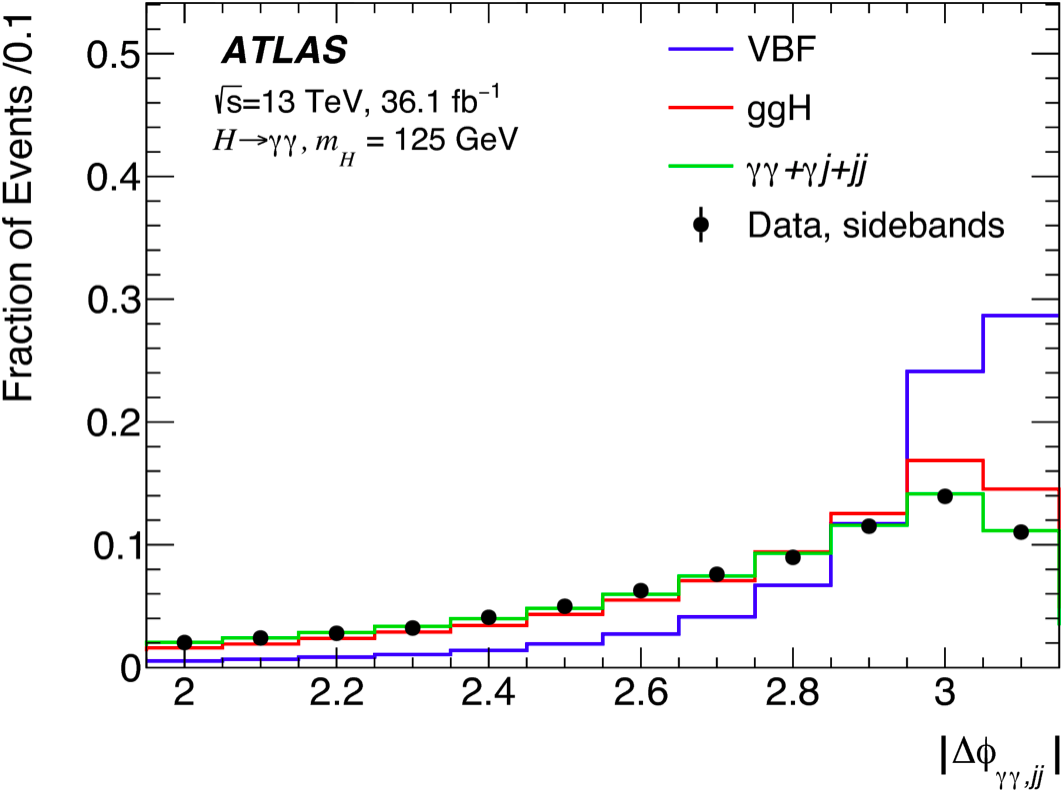 Fraction of Events /0.1
0.5
0.4
0.3
0.2
0.1
0
ATLAS
√s=13 TeV, 36.1 fb⁻¹
H→γγ, m_H = 125 GeV
VBF
ggH
γγ+γj+jj
Data, sidebands
2 2.2 2.4 2.6 2.8 3
|Δϕ_γγ,jj|